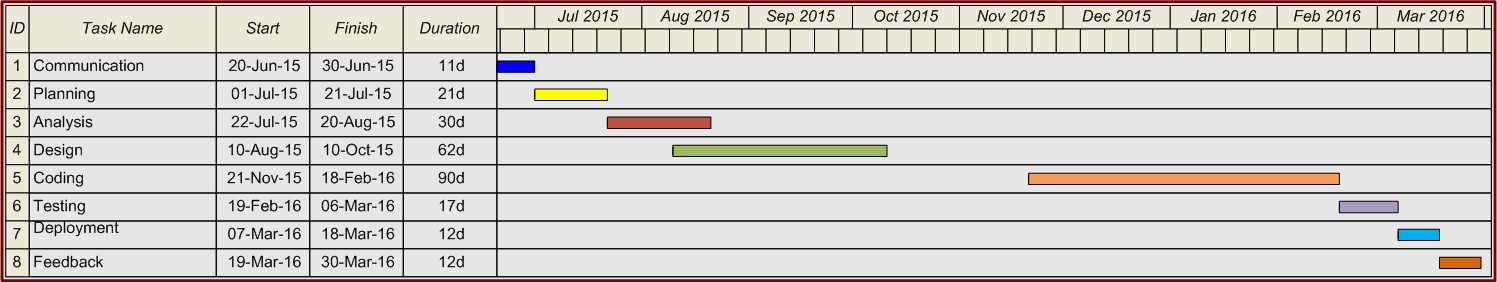 ID Task Name Start Finish Duration Jul 2015 Aug 2015 Sep 2015 Oct 2015 Nov 2015 Dec 2015 Jan 2016 Feb 2016 Mar 2016
1 Communication 20-Jun-15 30-Jun-15 11d
2 Planning 01-Jul-15 21-Jul-15 21d
3 Analysis 22-Jul-15 20-Aug-15 30d
4 Design 10-Aug-15 10-Oct-15 62d
5 Coding 21-Nov-15 18-Feb-16 90d
6 Testing 19-Feb-16 06-Mar-16 17d
7 Deployment 07-Mar-16 18-Mar-16 12d
8 Feedback 19-Mar-16 30-Mar-16 12d